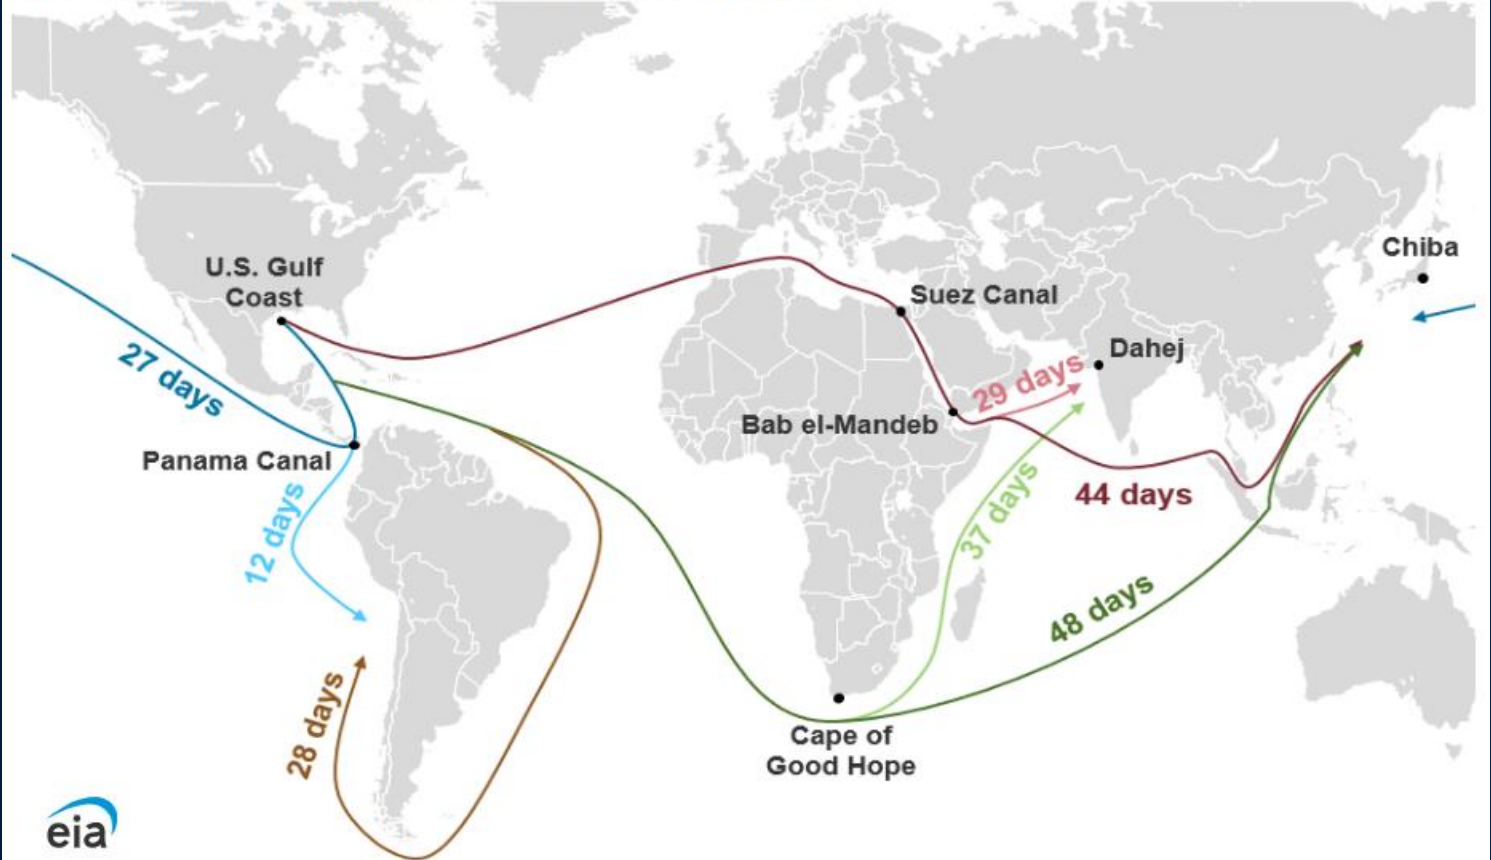 Chiba
U.S. Gulf
Coast
Suez Canal
27 days
Dahej
29 days
Bab el-Mandeb
Panama Canal
44 days
12 days
37 days
48 days
28 days
Cape of
Good Hope
eia